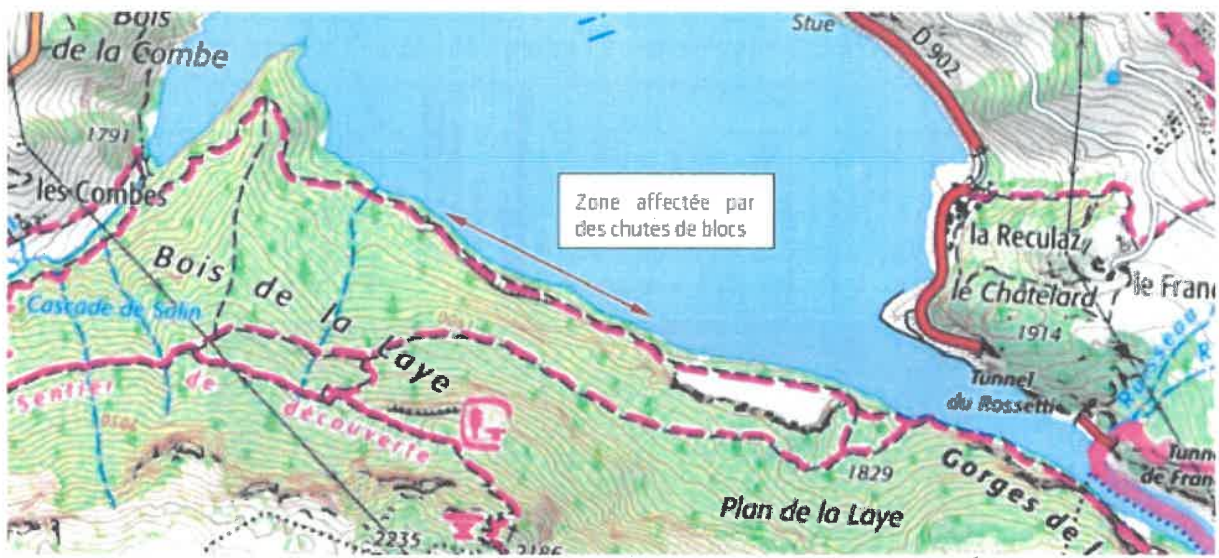 Bois
de la Combe
Stue
D 902
1791
les Combes
Zone affectée par
des chutes de blocs
la Reculaz
le Châtelard
1914
le Fran
Bois de la Laye
Cascade de Salin
Sentier de découverte
Tunnel
du Rossett
Ruisseau
Tunn
de Fran
1829
Gorges de l
Plan de la Laye
2235
2186